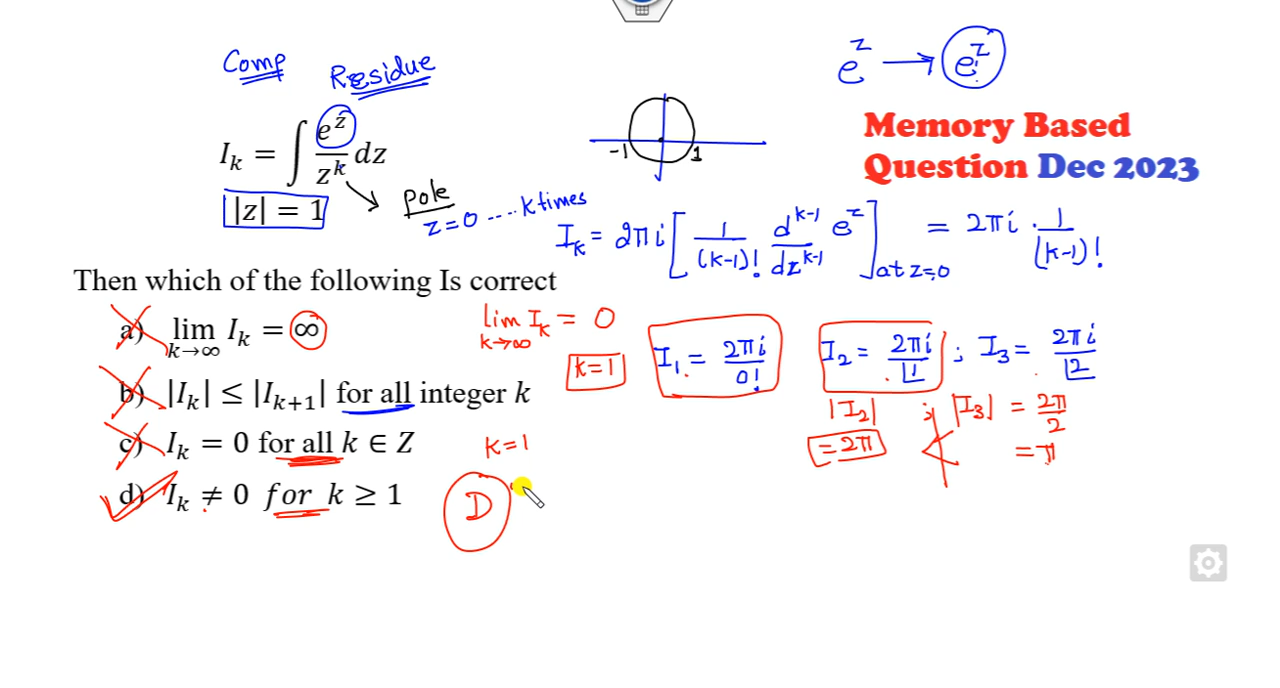 Comp Residue
e^z → e^z
Memory Based
Question Dec 2023
I_k = ∫ e^z / z^k dz
|z| = 1
-1 1
pole
z=0 ---- k times
I_k = 2πi [ 1/(k-1)! d^{k-1}/dz^{k-1} e^z ] at z=0 = 2πi · 1/(k-1)!
Then which of the following Is correct
a) lim k→∞ I_k = ∞
lim k→∞ I_k = 0
k=1
I_1 = 2πi/0!
I_2 = 2πi/⌊1 ; I_3 = 2πi/⌊2
b) |I_k| ≤ |I_{k+1}| for all integer k
|I_2| ; |I_3| = 2π/2
= 2π < = π
c) I_k = 0 for all k ∈ Z
k=1
d) I_k ≠ 0 for k ≥ 1
D